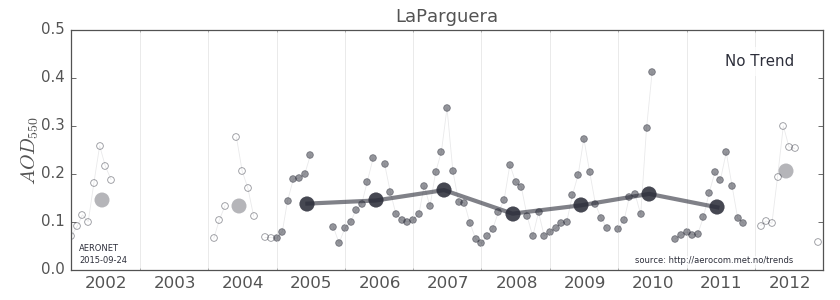 LaParguera
No Trend
0.5
0.4
0.3
0.2
0.1
0.0
AOD550
AERONET
2015-09-24
source: http://aerocom.met.no/trends
2002 2003 2004 2005 2006 2007 2008 2009 2010 2011 2012